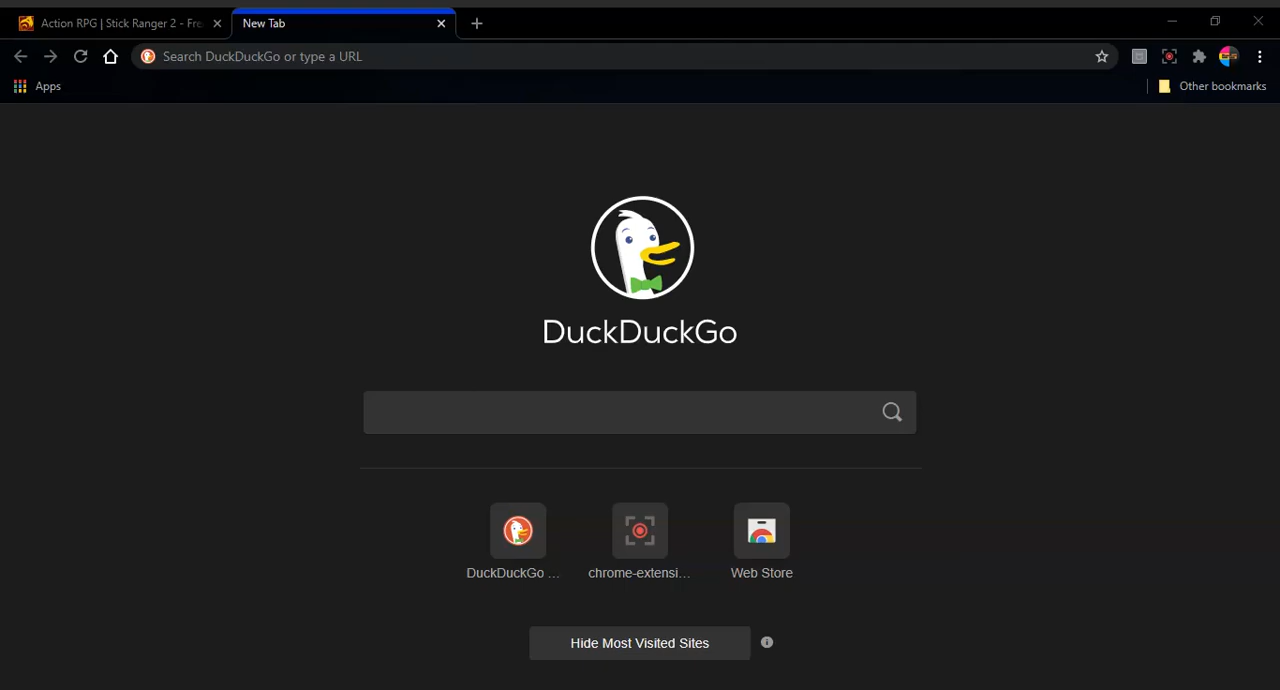 Action RPG | Stick Ranger 2 - Fre
New Tab
Search DuckDuckGo or type a URL
Apps
Other bookmarks
DuckDuckGo
DuckDuckGo ...
chrome-extensi...
Web Store
Hide Most Visited Sites